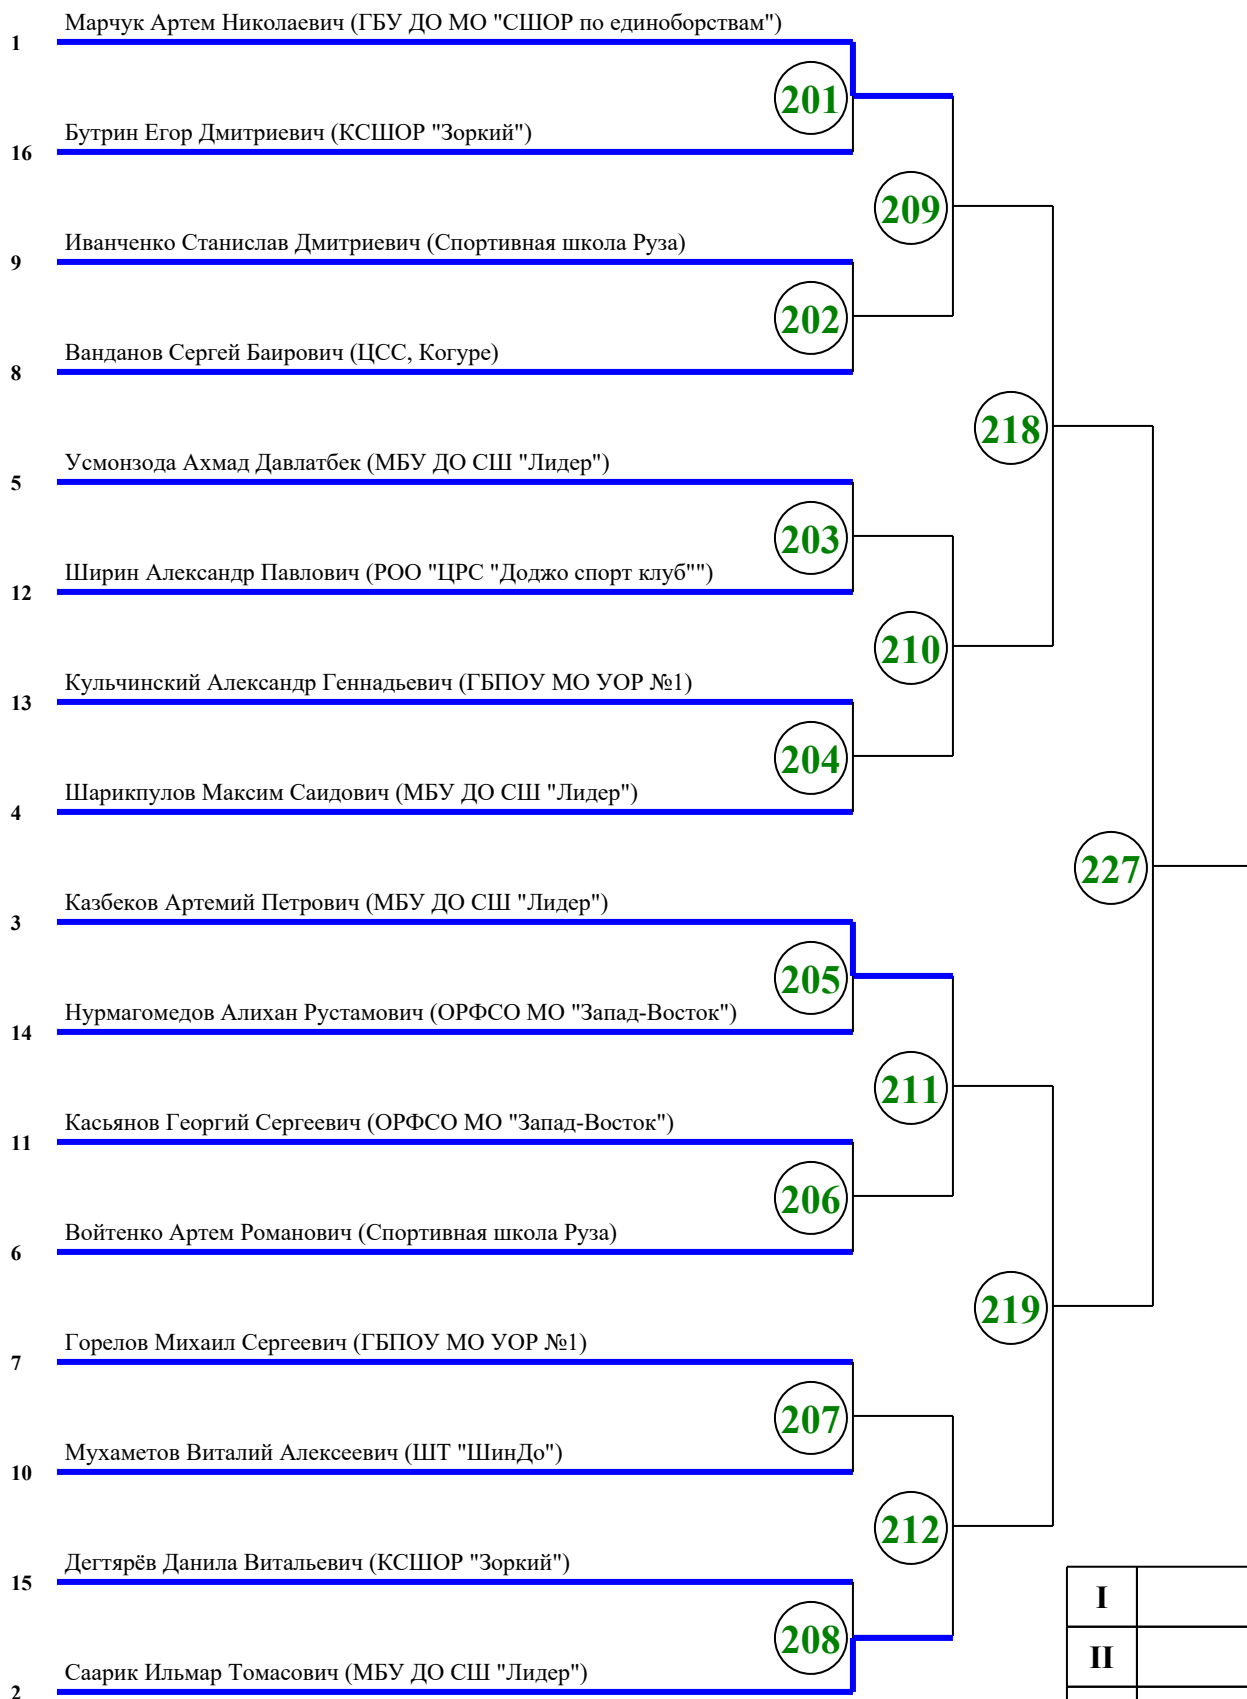 Марчук Артем Николаевич (ГБУ ДО МО "СШОР по единоборствам")
1
201
Бутрин Егор Дмитриевич (КСШОР "Зоркий")
16
209
Иванченко Станислав Дмитриевич (Спортивная школа Руза)
9
202
Ванданов Сергей Баирович (ЦСС, Когуре)
8
218
Усмонзода Ахмад Давлатбек (МБУ ДО СШ "Лидер")
5
203
Ширин Александр Павлович (РОО "ЦРС "Доджо спорт клуб"")
12
210
Кульчинский Александр Геннадьевич (ГБПОУ МО УОР №1)
13
204
Шарикпулов Максим Саидович (МБУ ДО СШ "Лидер")
4
227
Казбеков Артемий Петрович (МБУ ДО СШ "Лидер")
3
205
Нурмагомедов Алихан Рустамович (ОРФСО МО "Запад-Восток")
14
211
Касьянов Георгий Сергеевич (ОРФСО МО "Запад-Восток")
11
206
Войтенко Артем Романович (Спортивная школа Руза)
6
219
Горелов Михаил Сергеевич (ГБПОУ МО УОР №1)
7
207
Мухаметов Виталий Алексеевич (ШТ "ШинДо")
10
212
Дегтярёв Данила Витальевич (КСШОР "Зоркий")
15
I
208
II
Саарик Ильмар Томасович (МБУ ДО СШ "Лидер")
2